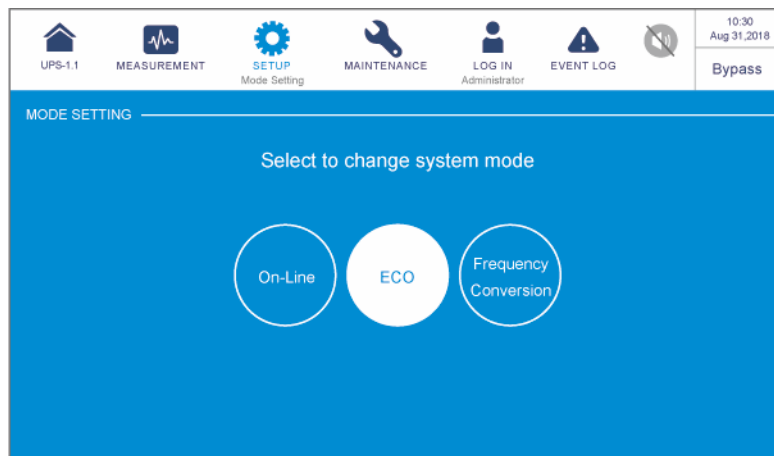 10:30
Aug 31,2018
UPS-1.1
MEASUREMENT
SETUP
Mode Setting
MAINTENANCE
LOG IN
Administrator
EVENT LOG
Bypass
MODE SETTING
Select to change system mode
On-Line
ECO
Frequency
Conversion